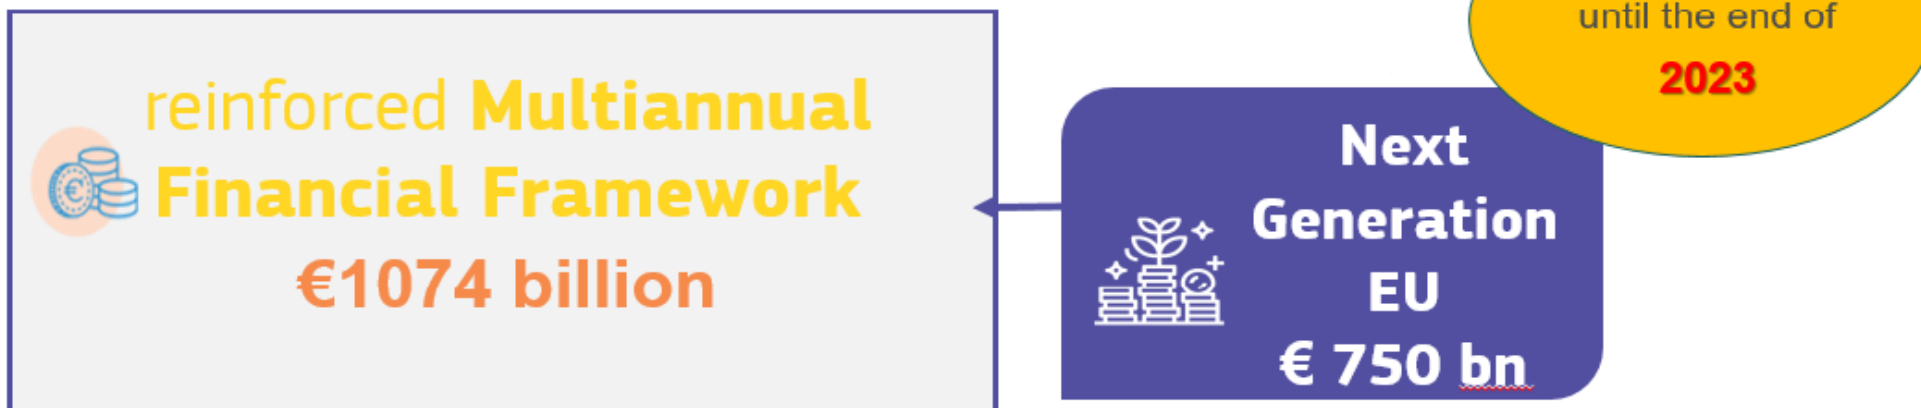 reinforced Multiannual
Financial Framework
€1074 billion
until the end of
2023
Next
Generation
EU
€ 750 bn